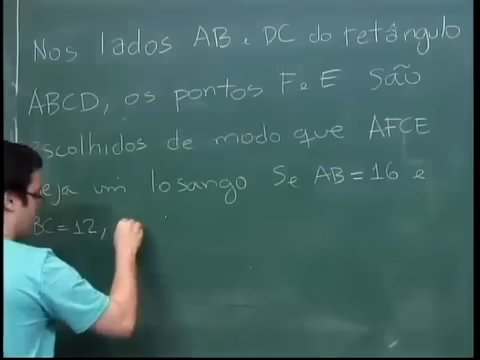 Nos lados AB e DC do retângulo
ABCD, os pontos F e E são
escolhidos de modo que AFCE
seja um losango Se AB = 16 e
BC = 12,